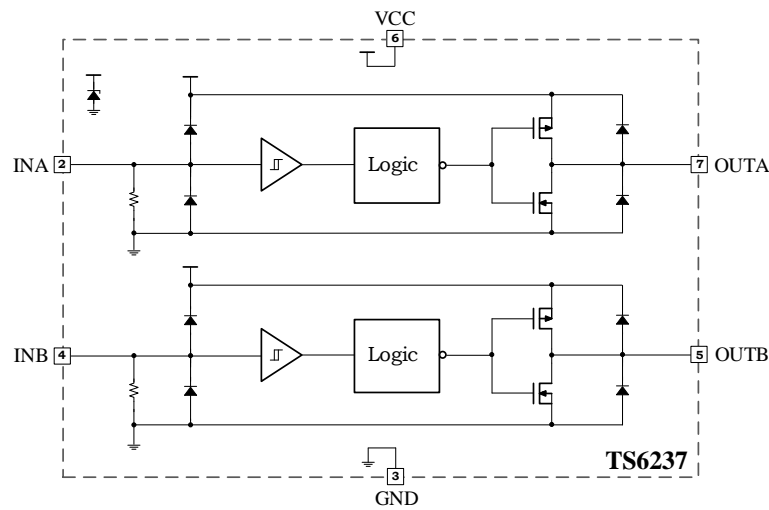 VCC
6
INA 2
Logic
7 OUTA
INB 4
Logic
5 OUTB
TS6237
3
GND